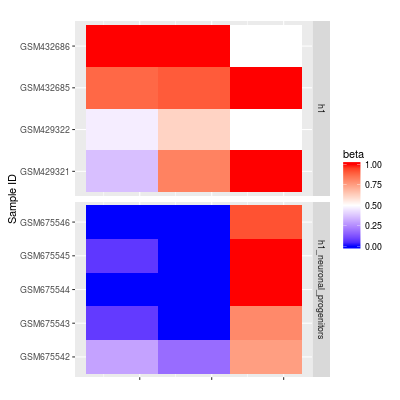 GSM432686
GSM432685
GSM429322
GSM429321
h1
GSM675546
GSM675545
GSM675544
GSM675543
GSM675542
h1_neuronal_progenitors
Sample ID
beta
1.00
0.75
0.50
0.25
0.00